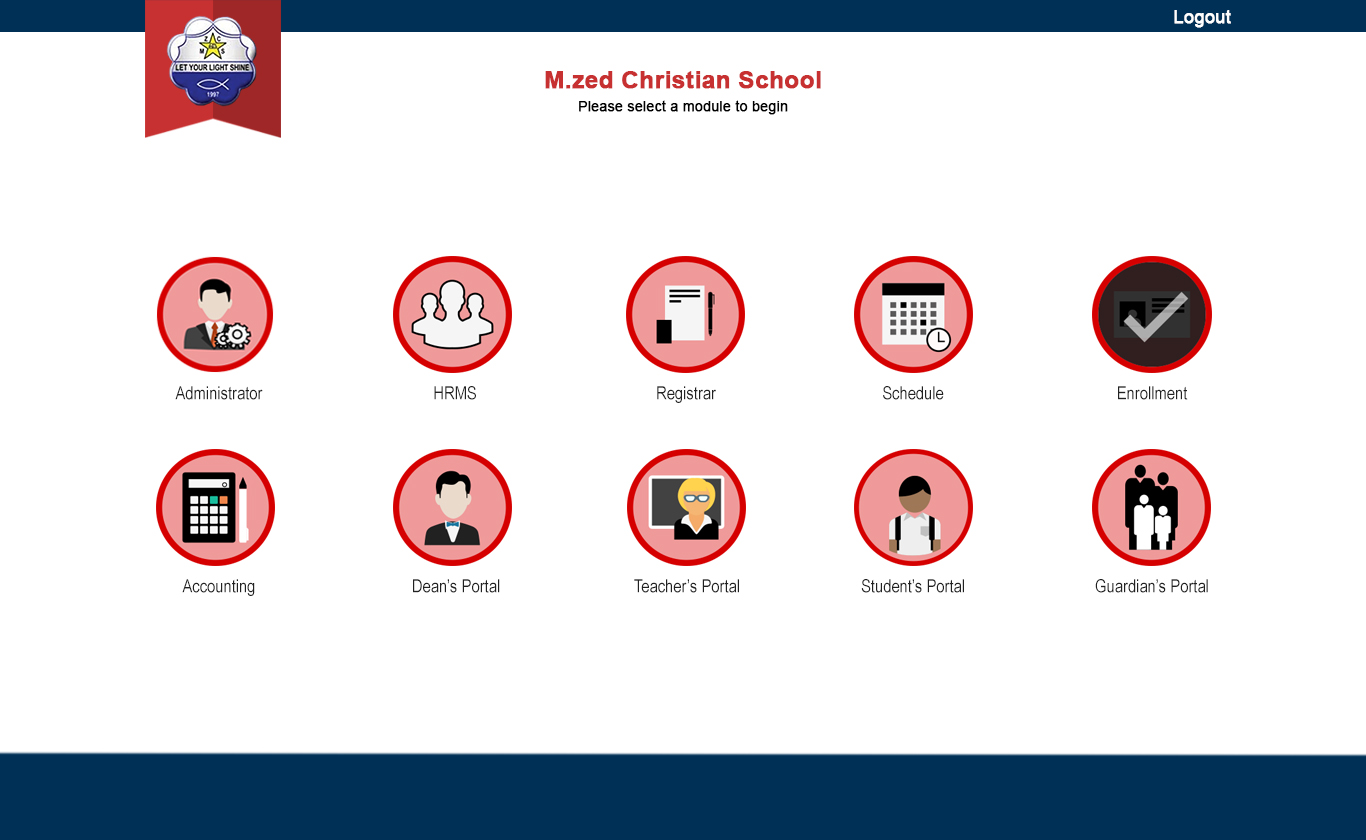 Logout
Z C
M S
LET YOUR LIGHT SHINE
1997
M.zed Christian School
Please select a module to begin
Administrator
HRMS
Registrar
Schedule
Enrollment
Accounting
Dean's Portal
Teacher's Portal
Student's Portal
Guardian's Portal